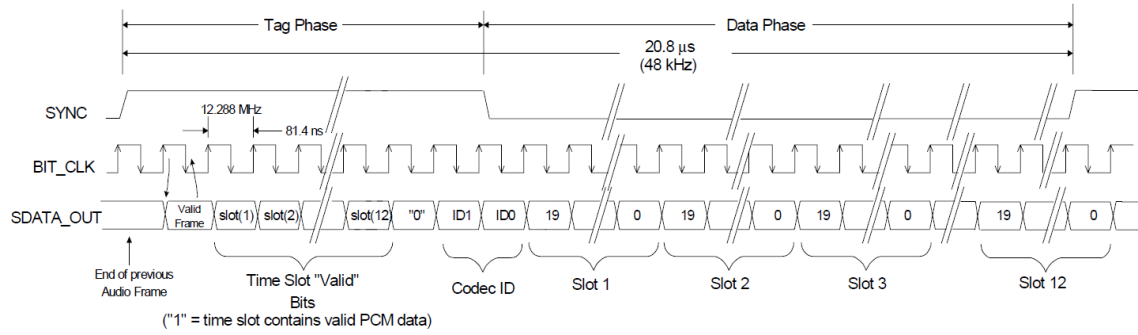 Tag Phase
Data Phase
20.8 μs
(48 kHz)
SYNC
12.288 MHz
81.4 ns
BIT_CLK
SDATA_OUT
Valid
Frame
slot(1) slot(2) slot(12) "0" ID1 ID0 19 0 19 0 19 0 19 0
End of previous
Audio Frame
Time Slot "Valid"
Bits
("1" = time slot contains valid PCM data)
Codec ID
Slot 1
Slot 2
Slot 3
Slot 12